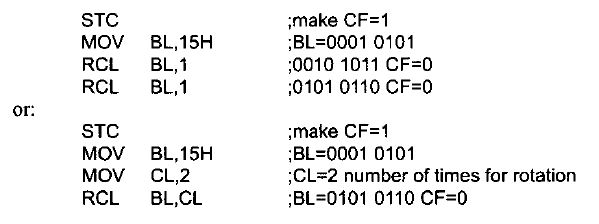 STC ;make CF=1
MOV BL,15H ;BL=0001 0101
RCL BL,1 ;0010 1011 CF=0
RCL BL,1 ;0101 0110 CF=0
or:
STC ;make CF=1
MOV BL,15H ;BL=0001 0101
MOV CL,2 ;CL=2 number of times for rotation
RCL BL,CL ;BL=0101 0110 CF=0